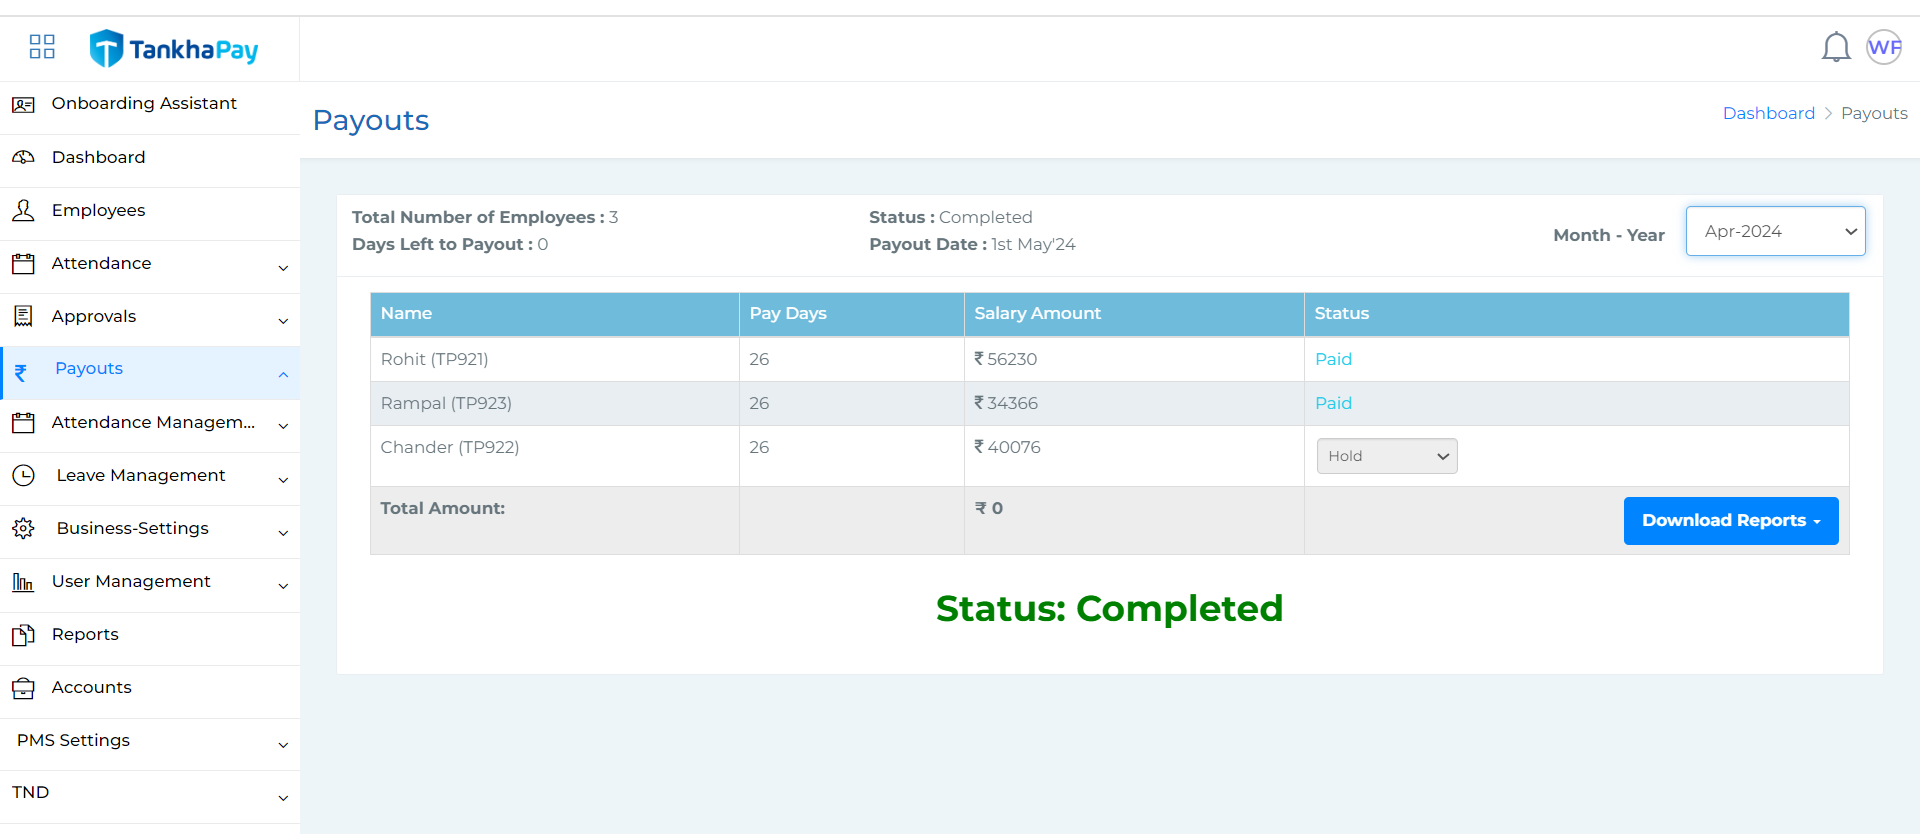 TankhaPay
WF
Onboarding Assistant
Dashboard
Employees
Attendance
Approvals
Payouts
Attendance Managem...
Leave Management
Business-Settings
User Management
Reports
Accounts
PMS Settings
TND
Payouts
Dashboard > Payouts
Total Number of Employees : 3
Days Left to Payout : 0
Status : Completed
Payout Date : 1st May'24
Month - Year
Apr-2024
Name Pay Days Salary Amount Status
Rohit (TP921) 26 ₹ 56230 Paid
Rampal (TP923) 26 ₹ 34366 Paid
Chander (TP922) 26 ₹ 40076 Hold
Total Amount: ₹ 0 Download Reports
Status: Completed